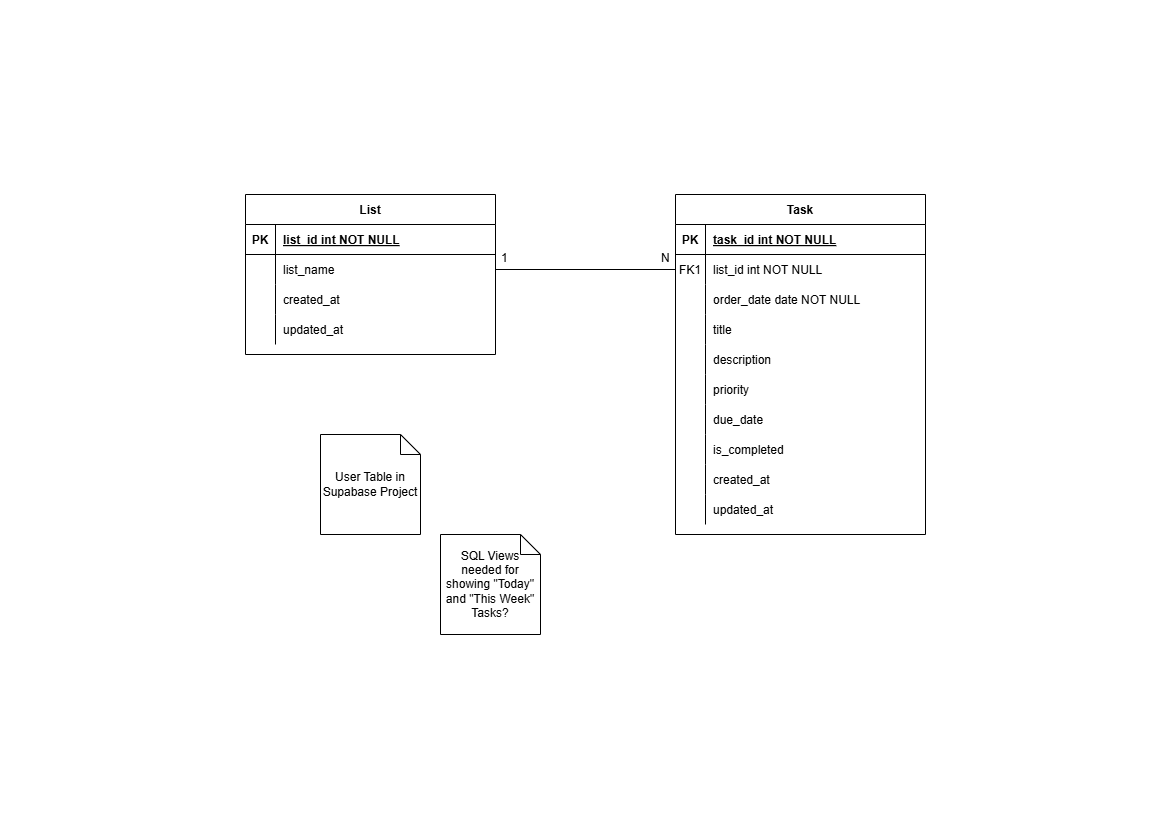 List
PK
list_id int NOT NULL
list_name
created_at
updated_at
1
N
Task
PK
task_id int NOT NULL
FK1
list_id int NOT NULL
order_date date NOT NULL
title
description
priority
due_date
is_completed
created_at
updated_at
User Table in
Supabase Project
SQL Views
needed for
showing "Today"
and "This Week"
Tasks?